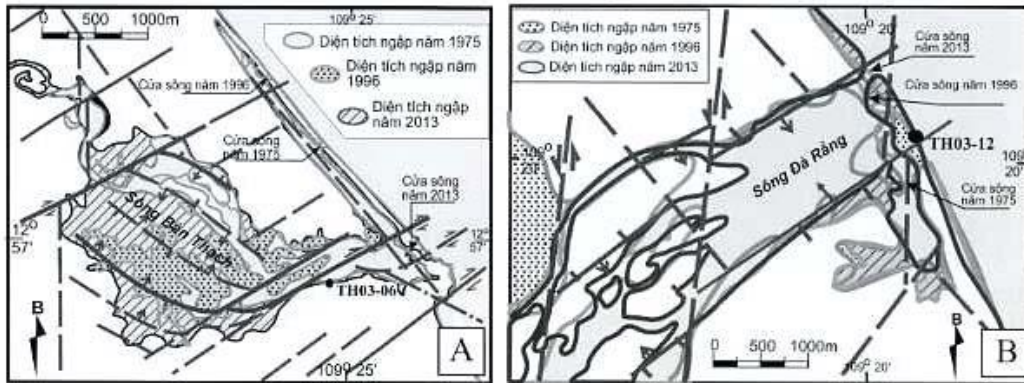 109° 25'
0 500 1000m
Diện tích ngập năm 1975
Diện tích ngập năm
1996
Diện tích ngập
năm 2013
Cửa sông năm 1996
Cửa sông
năm 1975
Cửa sông
năm 2013
Sông Bàn Thạch
12°
57'
12°
57'
TH03-06
B
109° 25'
A
Diện tích ngập năm 1975
Diện tích ngập năm 1996
Diện tích ngập năm 2013
109° 20'
Cửa sông
năm 2013
Cửa sông năm 1996
TH03-12
Sông Đà Rằng
109°
109°
20'
Cửa sông
năm 1975
0 500 1000m
109° 20'
B
B